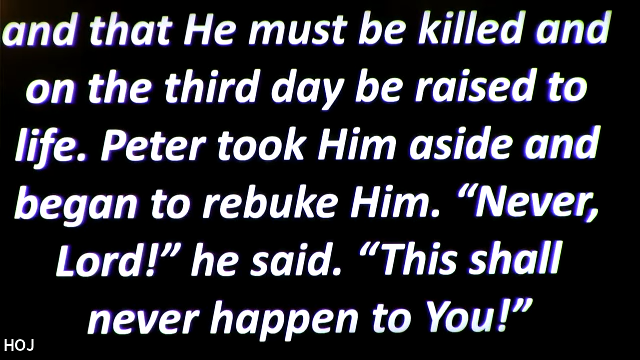 and that He must be killed and
on the third day be raised to
life. Peter took Him aside and
began to rebuke Him. “Never,
Lord!” he said. “This shall
never happen to You!”
HOJ